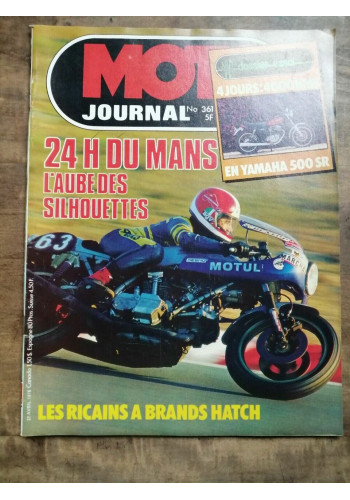 MOT
JOURNAL
No 361
5F
4 JOURS:
EN YAMAHA 500 SR
24 H DU MANS
L'AUBE DES
SILHOUETTES
63
MOTUL
LES RICAINS A BRANDS HATCH